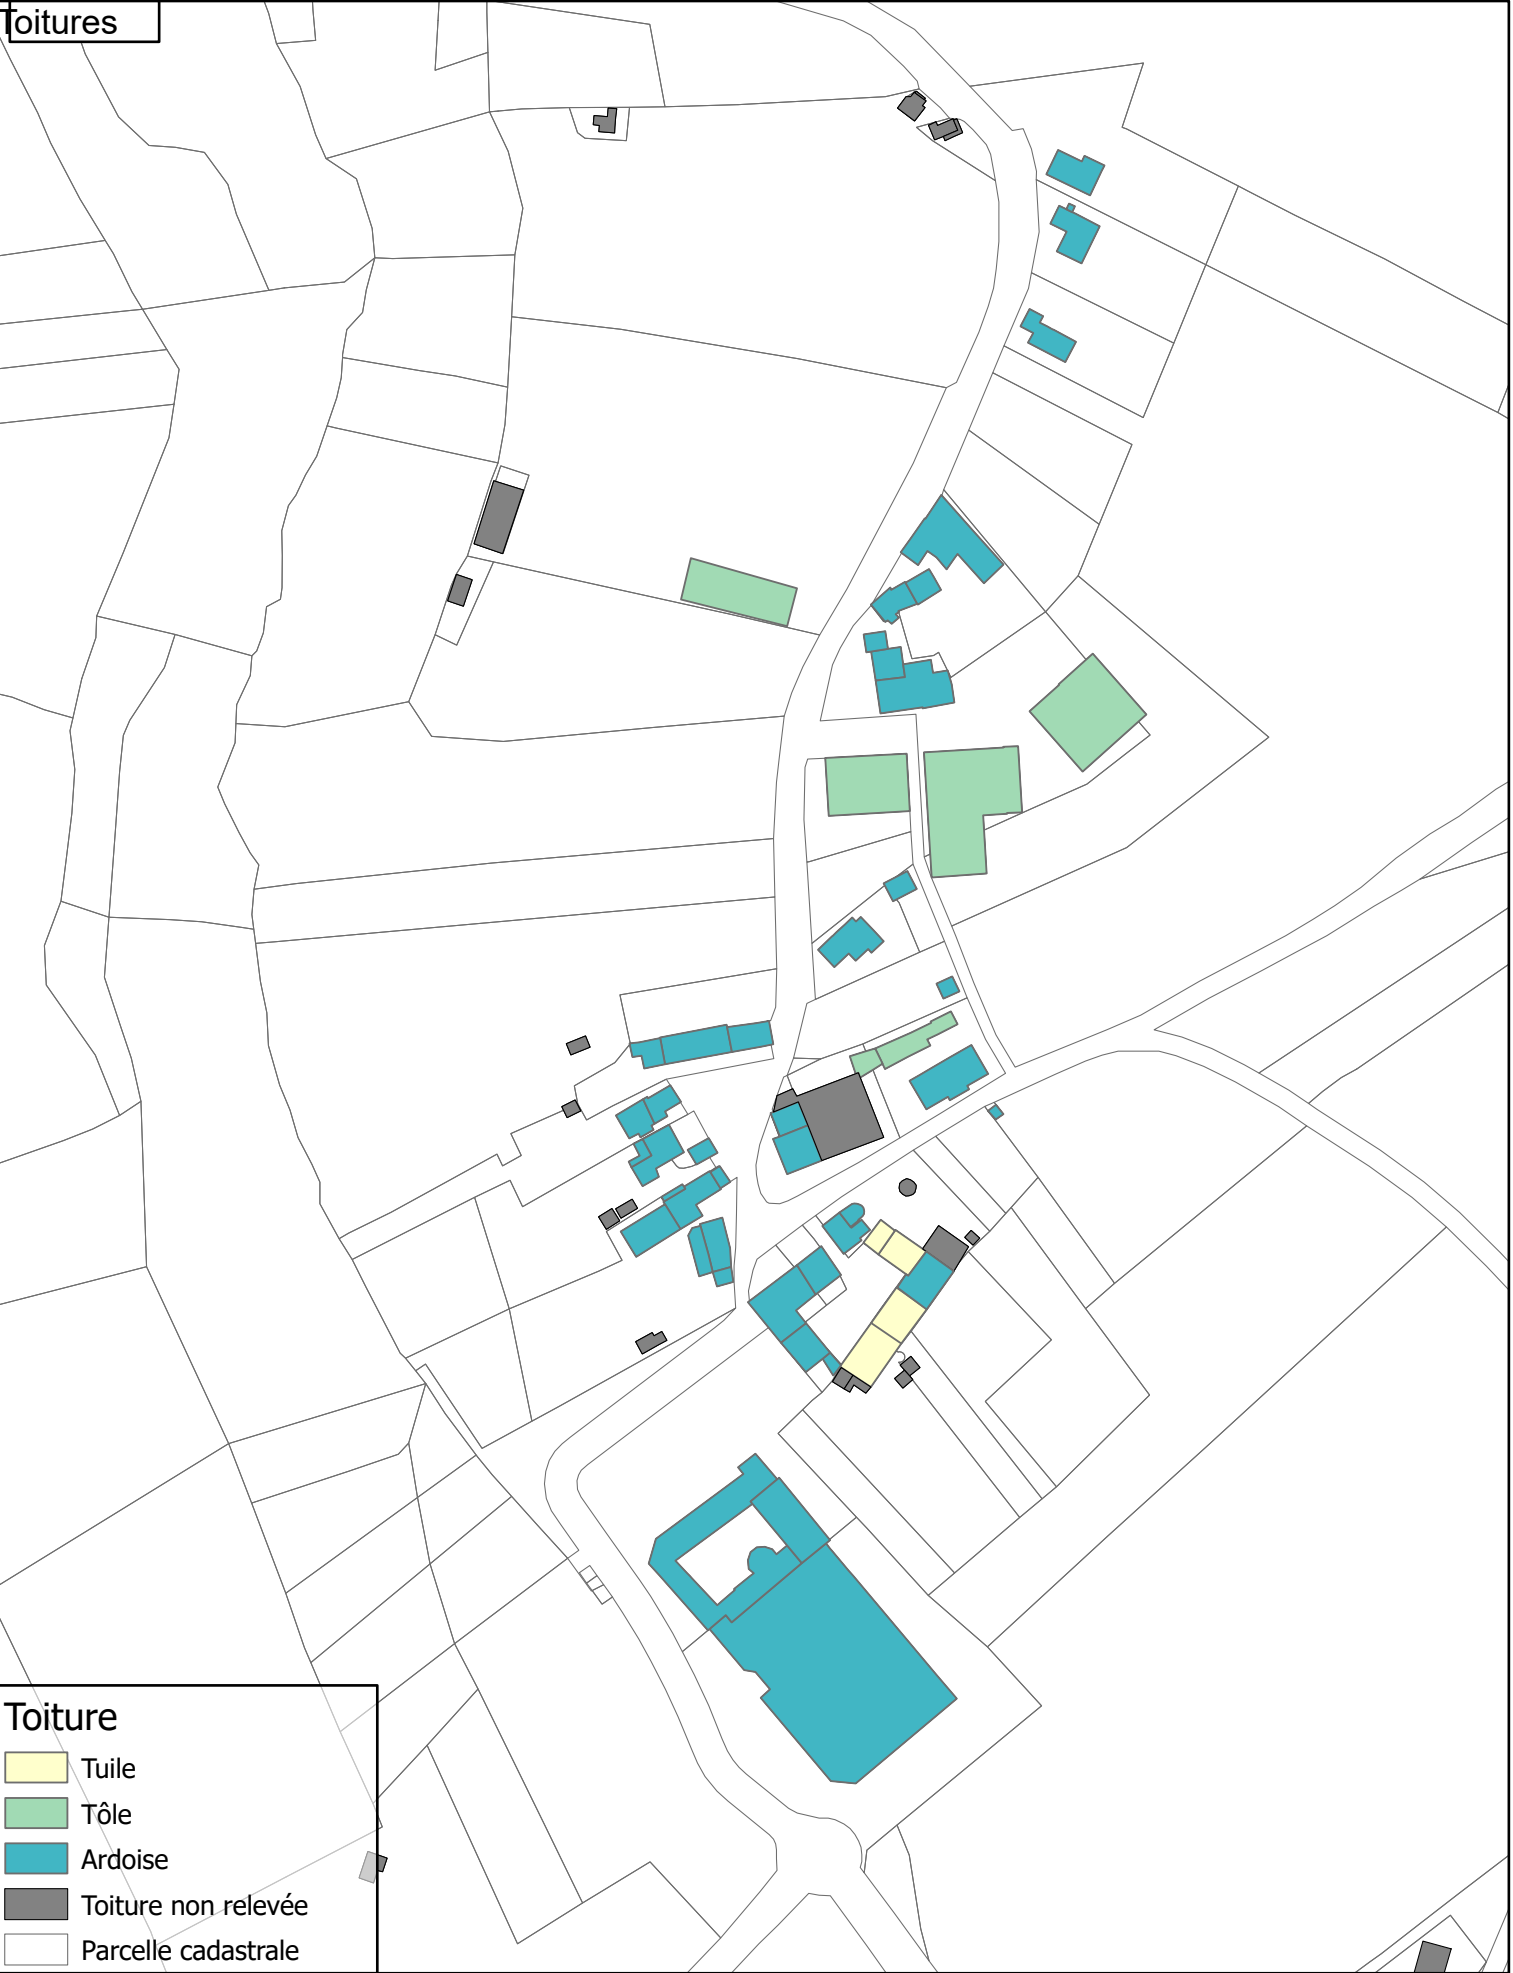 Toitures
Toiture
Tuile
Tôle
Ardoise
Toiture non relevée
Parcelle cadastrale